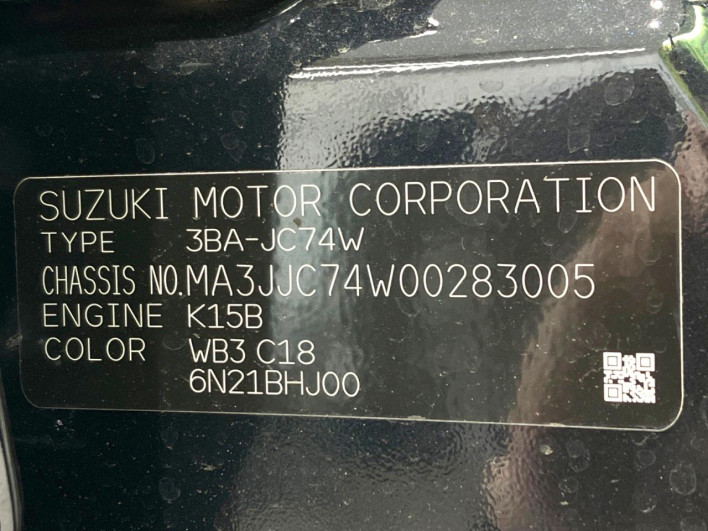 SUZUKI MOTOR CORPORATION
TYPE 3BA-JC74W
CHASSIS NO. MA3JJC74W00283005
ENGINE K15B
COLOR WB3 C18
6N21BHJ00